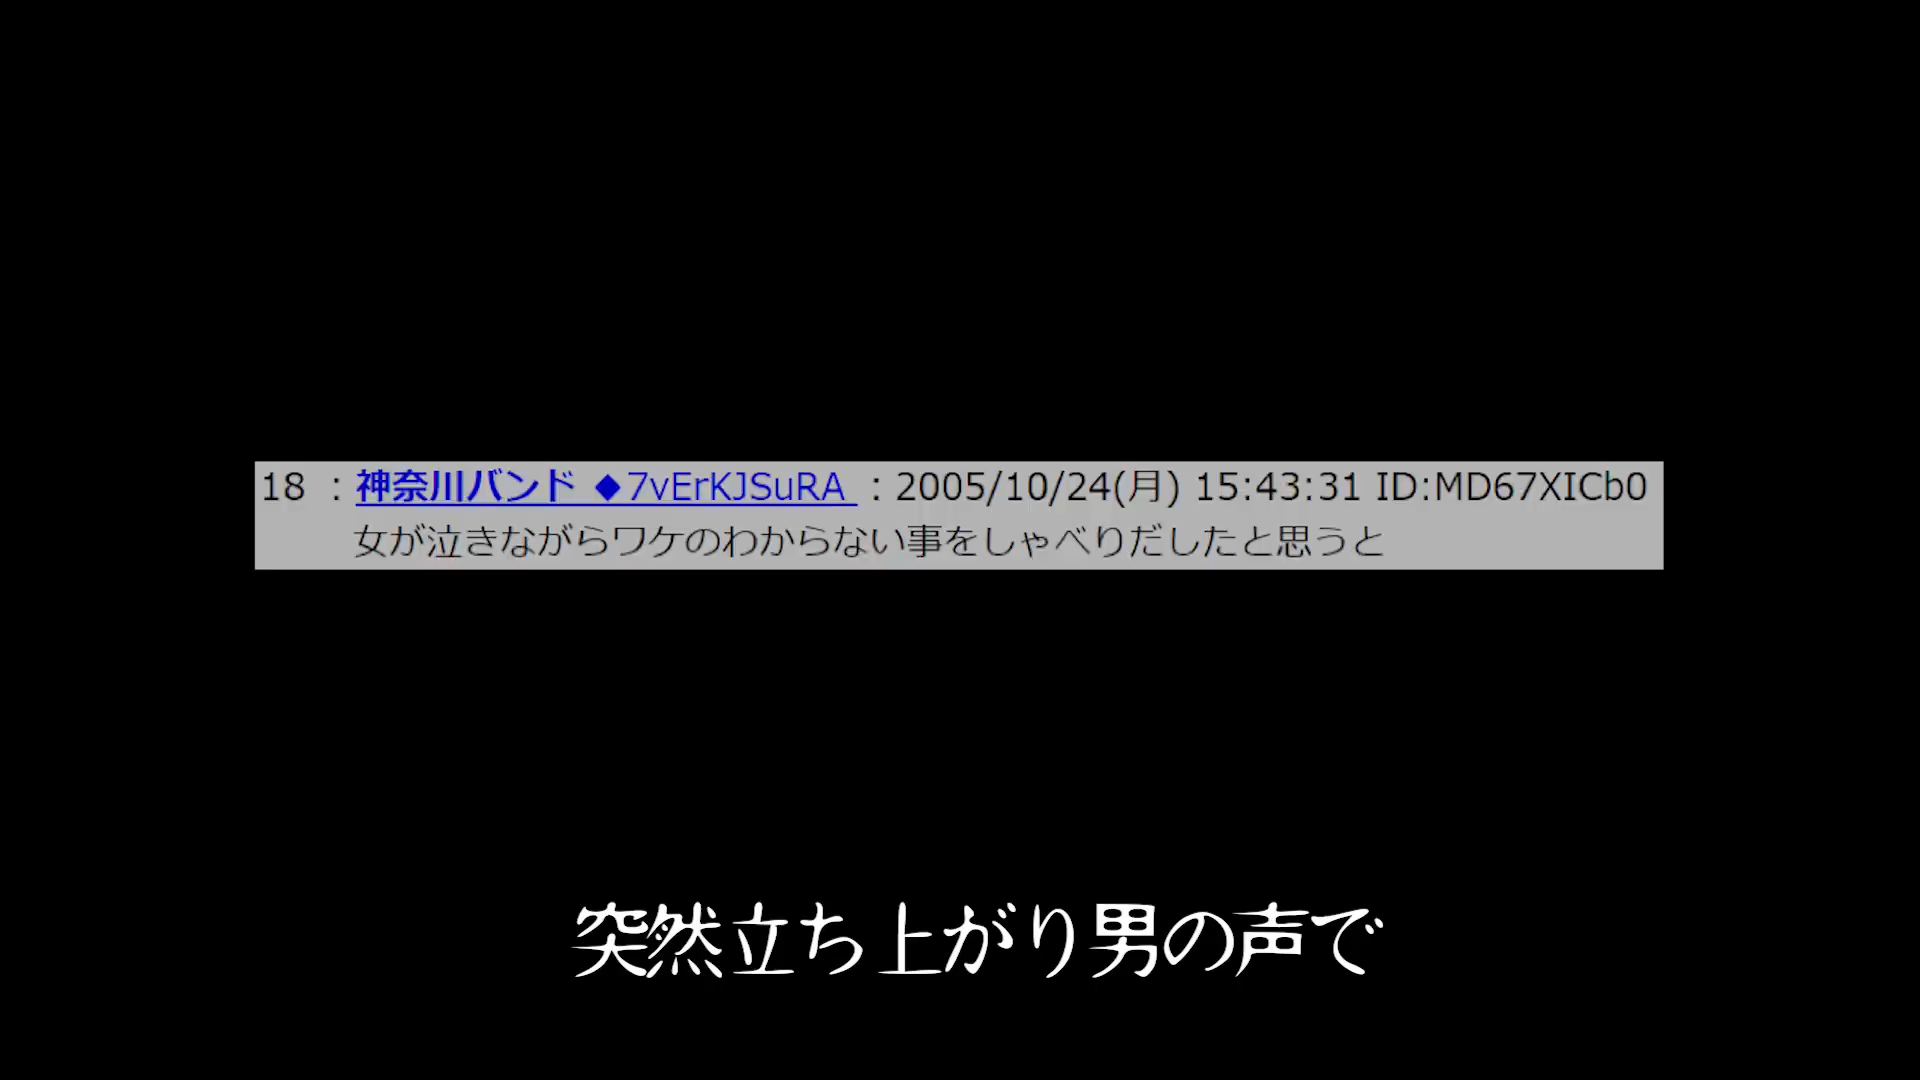 18 ：神奈川バンド ◆7vErKJSuRA ：2005/10/24(月) 15:43:31 ID:MD67XICb0
女が泣きながらワケのわからない事をしゃべりだしたと思うと
突然立ち上がり男の声で